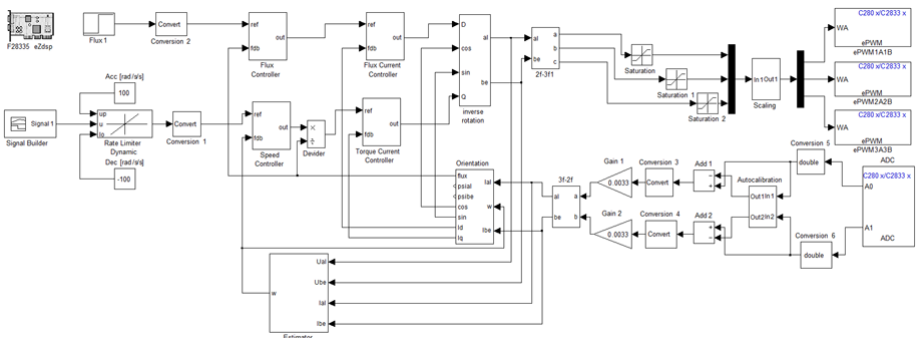 F28335 eZdsp
Flux 1
Convert
Conversion 2
ref
fdb
out
Flux
Controller
ref
fdb
out
Flux Current
Controller
D
cos
sin
Q
al
be
inverse
rotation
al
be
a
b
c
2f-3f1
Saturation
Saturation 1
Saturation 2
In1 Out1
Scaling
C280 x/C2833 x
WA
ePWM
ePWM1A1B
C280 x/C2833 x
WA
ePWM
ePWM2A2B
C280 x/C2833 x
WA
ePWM
ePWM3A3B
Acc [rad/s/s]
100
Signal 1
Signal Builder
up
u
lo
Rate Limiter
Dynamic
Dec [rad/s/s]
-100
Convert
Conversion 1
ref
fdb
out
Speed
Controller
×
÷
Divider
ref
fdb
out
Torque Current
Controller
Orientation
flux
psial
psibe
cos
sin
Id
Iq
Ial
w
Ibe
3f-2f
al
be
a
b
Gain 1
0.0033
Conversion 3
Convert
Add 1
Gain 2
0.0033
Conversion 4
Convert
Add 2
Autocalibration
Out1 In1
Out2 In2
Conversion 5
double
Conversion 6
double
ADC
C280 x/C2833 x
A0
A1
ADC
w
Ual
Ube
Ial
Ibe
Estimator